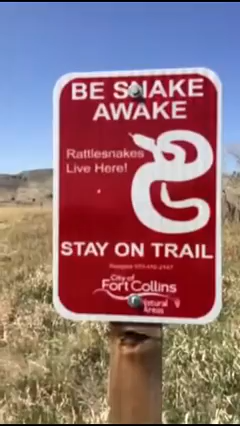 BE SNAKE
AWAKE
Rattlesnakes
Live Here!
STAY ON TRAIL
City of
Fort Collins
Natural
Areas